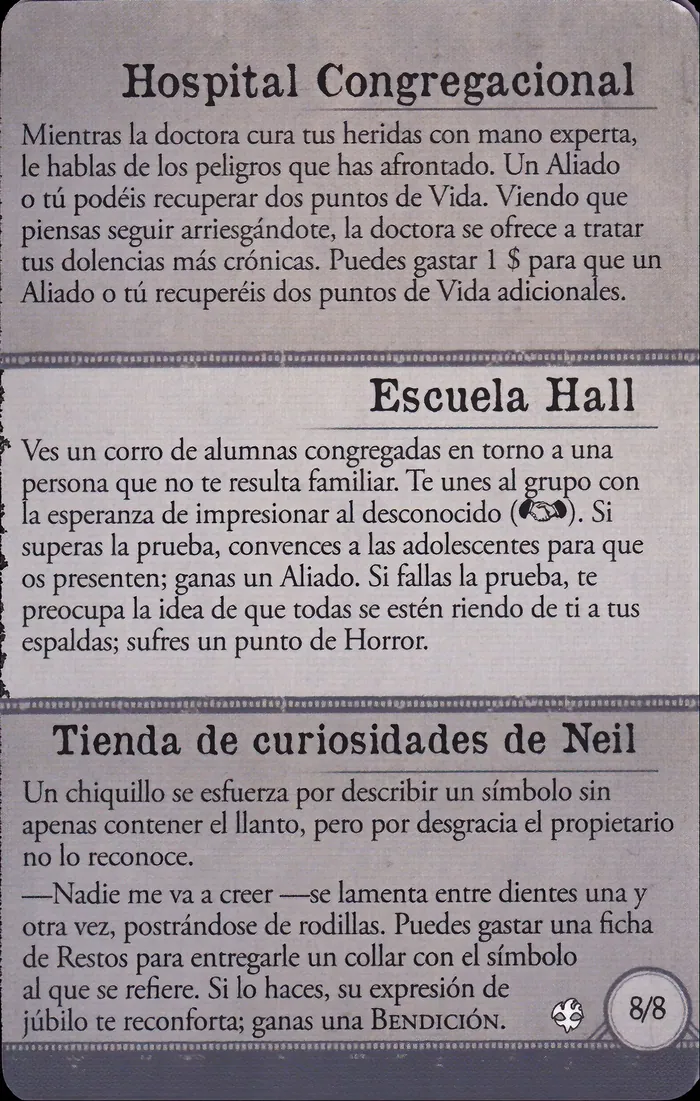 Hospital Congregacional
Mientras la doctora cura tus heridas con mano experta,
le hablas de los peligros que has afrontado. Un Aliado
o tú podéis recuperar dos puntos de Vida. Viendo que
piensas seguir arriesgándote, la doctora se ofrece a tratar
tus dolencias más crónicas. Puedes gastar 1 $ para que un
Aliado o tú recuperéis dos puntos de Vida adicionales.
Escuela Hall
Ves un corro de alumnas congregadas en torno a una
persona que no te resulta familiar. Te unes al grupo con
la esperanza de impresionar al desconocido (). Si
superas la prueba, convences a las adolescentes para que
os presenten; ganas un Aliado. Si fallas la prueba, te
preocupa la idea de que todas se estén riendo de ti a tus
espaldas; sufres un punto de Horror.
Tienda de curiosidades de Neil
Un chiquillo se esfuerza por describir un símbolo sin
apenas contener el llanto, pero por desgracia el propietario
no lo reconoce.
—Nadie me va a creer —se lamenta entre dientes una y
otra vez, postrándose de rodillas. Puedes gastar una ficha
de Restos para entregarle un collar con el símbolo
al que se refiere. Si lo haces, su expresión de
júbilo te reconforta; ganas una BENDICIÓN.
8/8